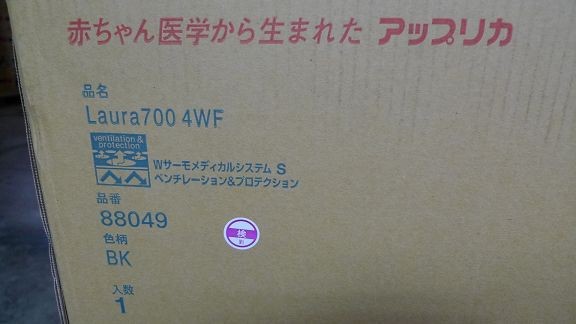 赤ちゃん医学から生まれた アップリカ
品名
Laura700 4WF
ventilation &
protection
Wサーモメディカルシステム S
ベンチレーション&プロテクション
品番
88049
検
色柄
BK
入数
1